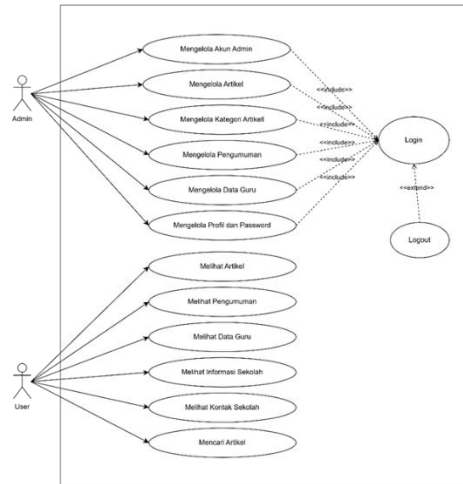 Mengelola Akun Admin
Mengelola Artikel
<<include>>
Admin
<<include>>
Mengelola Kategori Artikell
<<include>>
Login
Mengelola Pengumuman
<<include>>
<<include>>
Mengelola Data Guru
<<extend>>
Mengelola Profil dan Password
Logout
Melihat Artikel
Melihat Pengumuman
Melihat Data Guru
Melihat Informasi Sekolah
User
Melihat Kontak Sekolah
Mencari Artikel